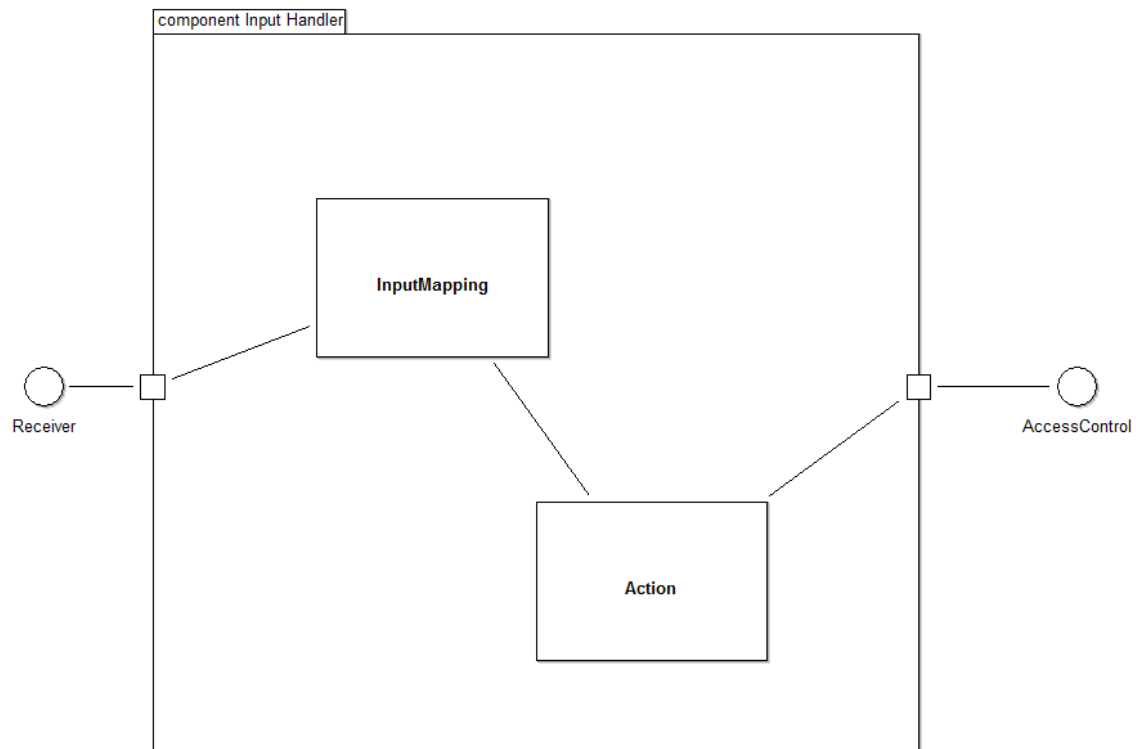 component Input Handler
InputMapping
Receiver
AccessControl
Action